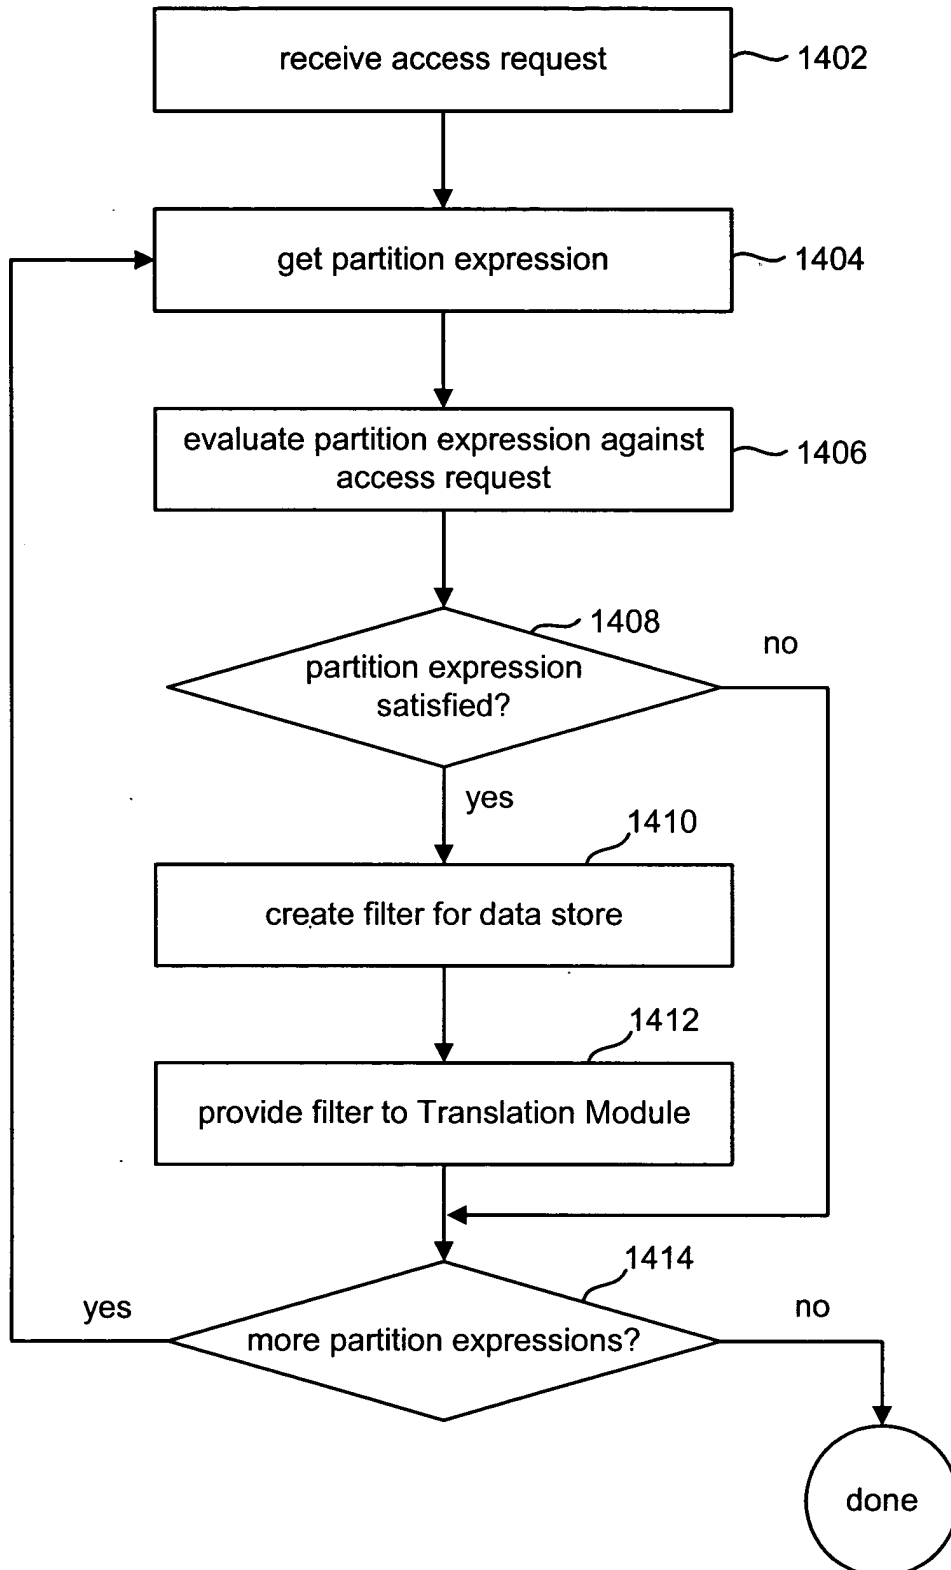 receive access request
1402
get partition expression
1404
evaluate partition expression against
access request
1406
1408
no
partition expression
satisfied?
yes
1410
create filter for data store
1412
provide filter to Translation Module
1414
yes
no
more partition expressions?
done